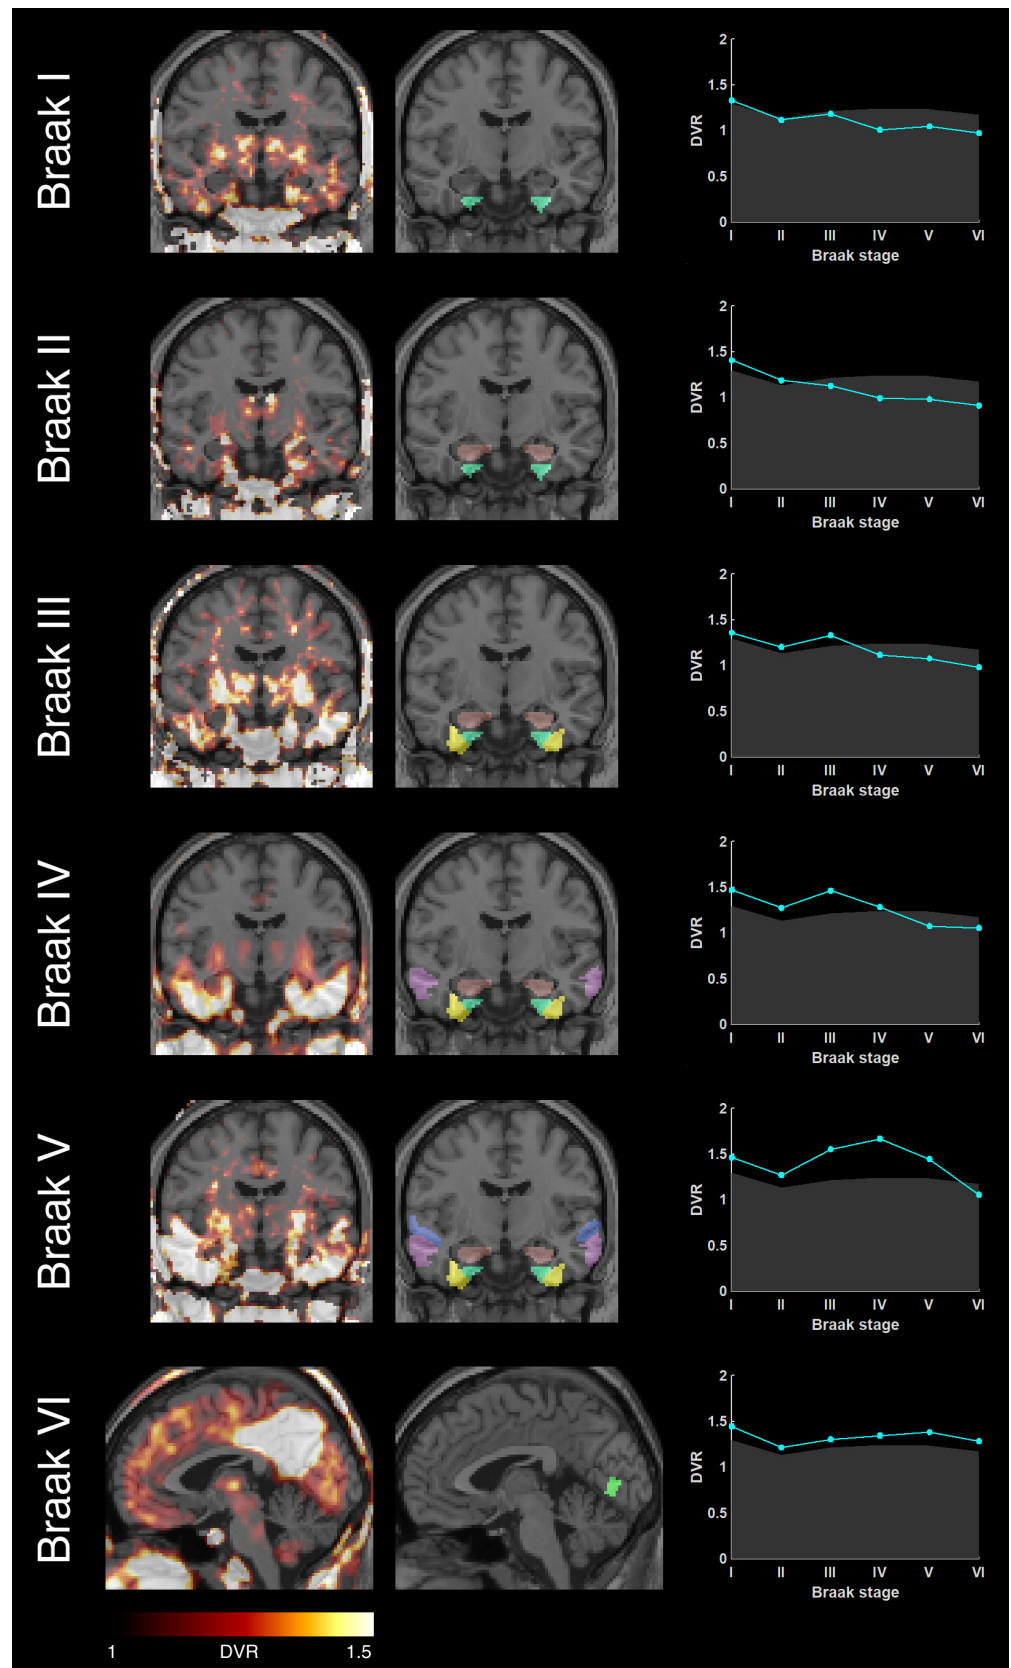 Braak I
2
1.5
1
0.5
0
DVR
I II III IV V VI
Braak stage
Braak II
2
1.5
1
0.5
0
DVR
I II III IV V VI
Braak stage
Braak III
2
1.5
1
0.5
0
DVR
I II III IV V VI
Braak stage
Braak IV
2
1.5
1
0.5
0
DVR
I II III IV V VI
Braak stage
Braak V
2
1.5
1
0.5
0
DVR
I II III IV V VI
Braak stage
Braak VI
2
1.5
1
0.5
0
DVR
I II III IV V VI
Braak stage
1 DVR 1.5